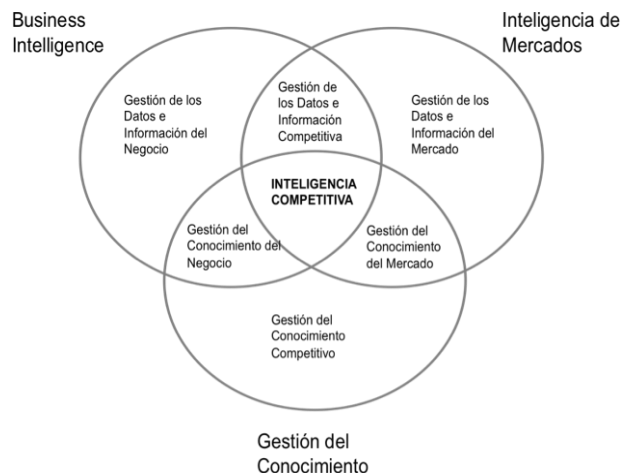 Business
Intelligence
Inteligencia de
Mercados
Gestión de los
Datos e
Información del
Negocio
Gestión de
los Datos e
Información
Competitiva
Gestión de los
Datos e
Información del
Mercado
INTELIGENCIA
COMPETITIVA
Gestión del
Conocimiento del
Negocio
Gestión del
Conocimiento
del Mercado
Gestión del
Conocimiento
Competitivo
Gestión del
Conocimiento